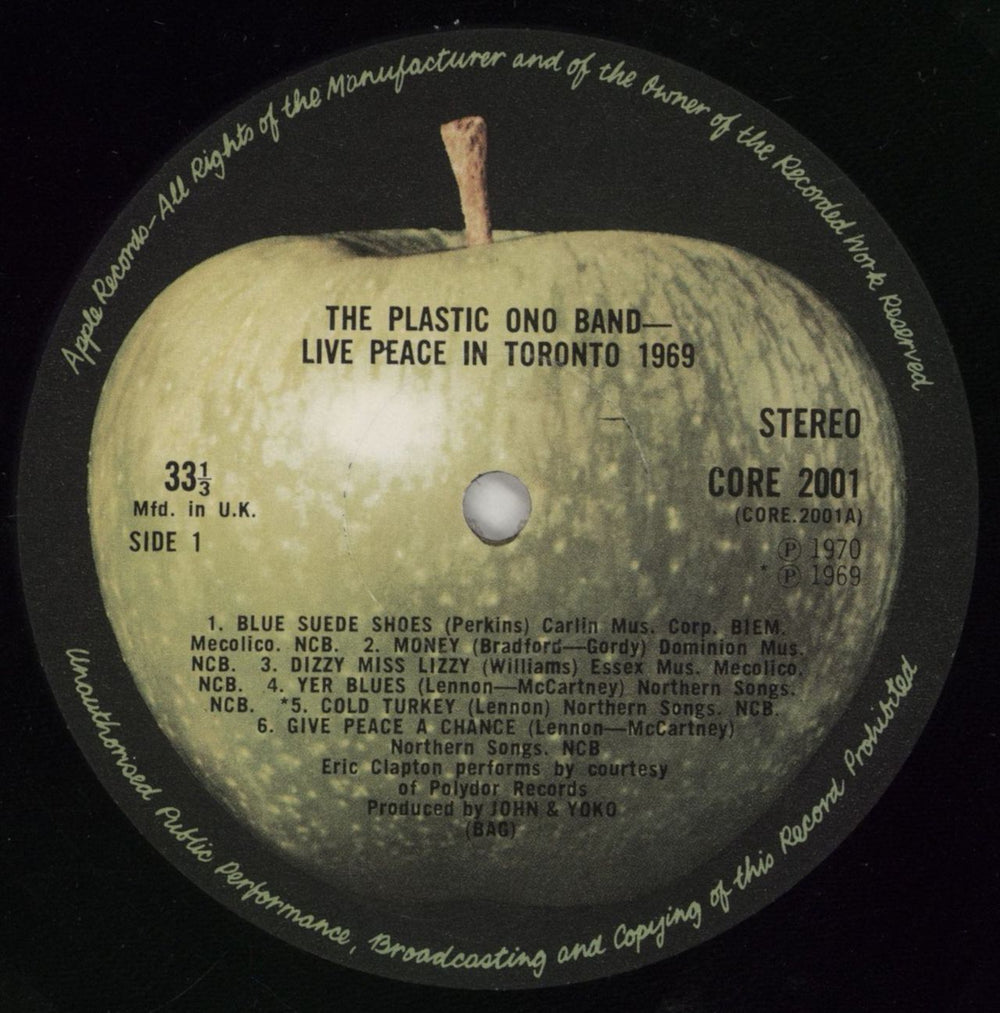 Apple Records–All Rights of the Manufacturer and of the Owner of the Recorded Work Reserved
THE PLASTIC ONO BAND—
LIVE PEACE IN TORONTO 1969
STEREO
33⅓
Mfd. in U.K.
SIDE 1
CORE 2001
(CORE.2001A)
Ⓟ 1970
* Ⓟ 1969
1. BLUE SUEDE SHOES (Perkins) Carlin Mus. Corp. BIEM.
Mecolico. NCB. 2. MONEY (Bradford—Gordy) Dominion Mus.
NCB. 3. DIZZY MISS LIZZY (Williams) Essex Mus. Mecolico.
NCB. 4. YER BLUES (Lennon—McCartney) Northern Songs.
NCB. *5. COLD TURKEY (Lennon) Northern Songs. NCB.
6. GIVE PEACE A CHANCE (Lennon—McCartney)
Northern Songs. NCB
Eric Clapton performs by courtesy
of Polydor Records
Produced by JOHN & YOKO
(BAG)
Unauthorised Public Performance, Broadcasting and Copying of this Record Prohibited